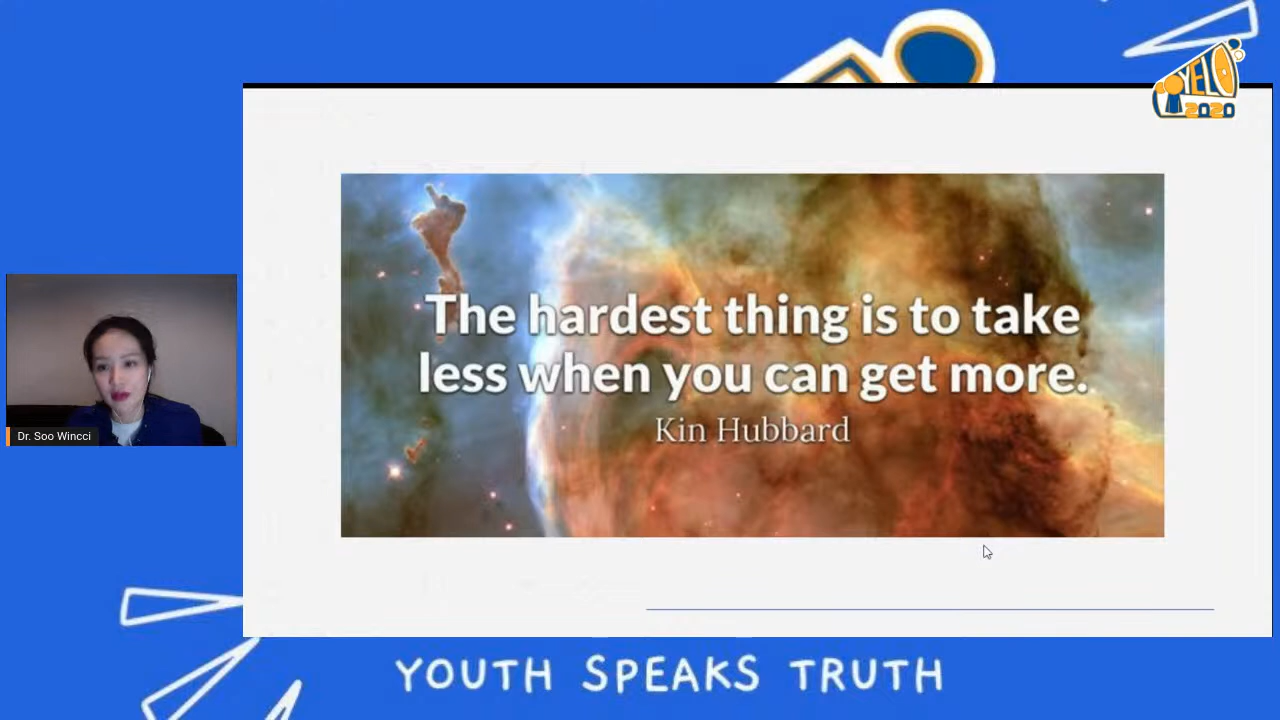 YELO
2020
The hardest thing is to take
less when you can get more.
Kin Hubbard
Dr. Soo Wincci
YOUTH SPEAKS TRUTH